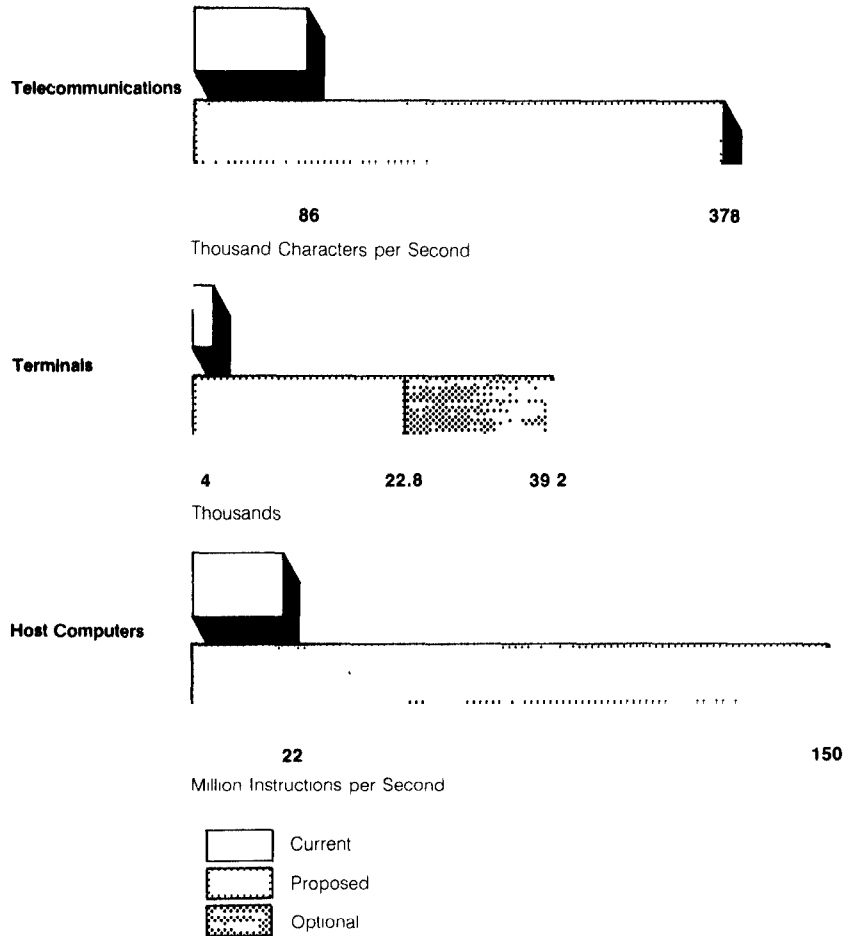 Telecommunications
86 378
Thousand Characters per Second
Terminals
4 22.8 39 2
Thousands
Host Computers
22 150
Million Instructions per Second
Current
Proposed
Optional